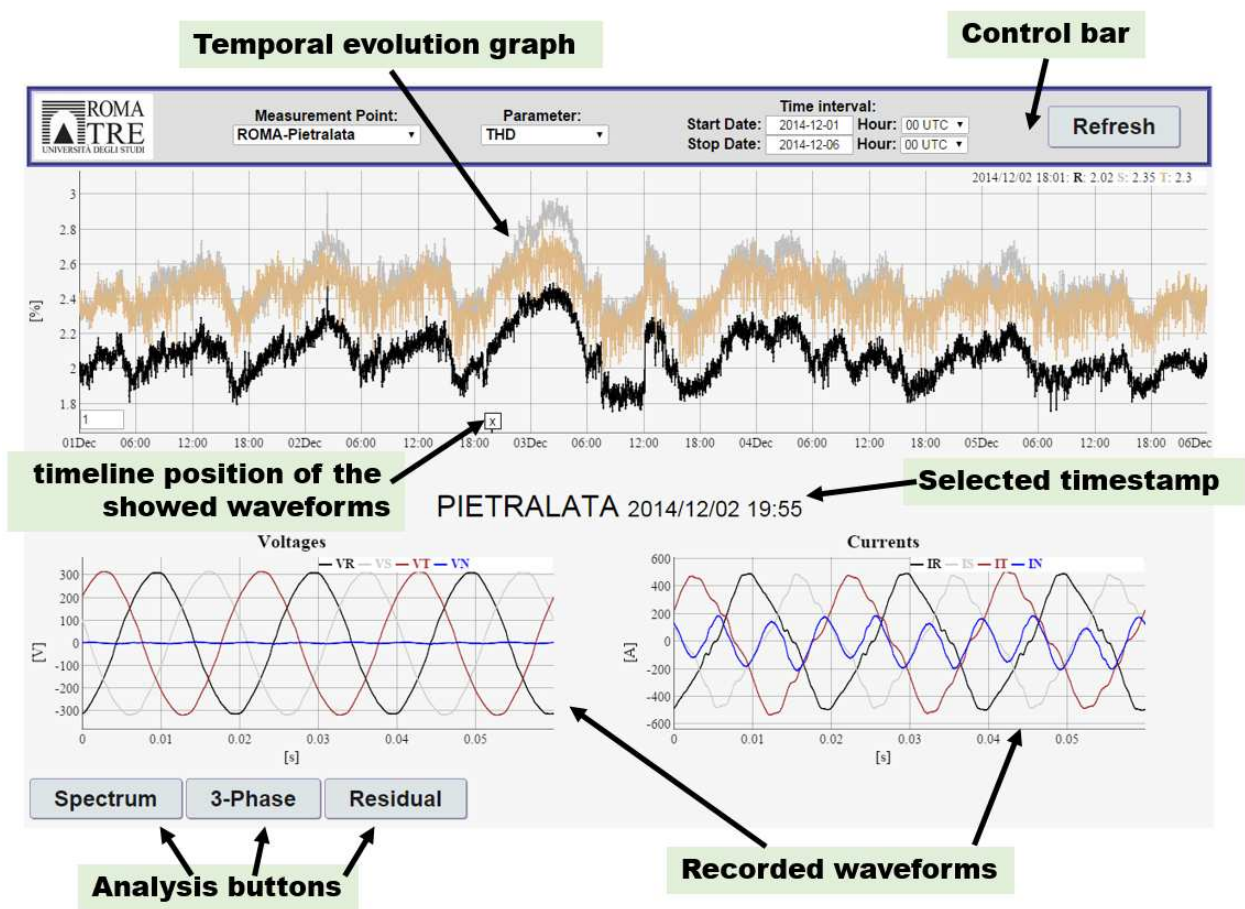 Temporal evolution graph
Control bar
ROMA
TRE
UNIVERSITÀ DEGLI STUDI
Measurement Point:
ROMA-Pietralata
Parameter:
THD
Time interval:
Start Date: 2014-12-01 Hour: 00 UTC
Stop Date: 2014-12-06 Hour: 00 UTC
Refresh
2014/12/02 18:01: R: 2.02 S: 2.35 T: 2.3
3
2.8
2.6
2.4
2.2
2
1.8
[%]
1
x
01Dec 06:00 12:00 18:00 02Dec 06:00 12:00 18:00 03Dec 06:00 12:00 18:00 04Dec 06:00 12:00 18:00 05Dec 06:00 12:00 18:00 06Dec
timeline position of the
showed waveforms
Selected timestamp
PIETRALATA 2014/12/02 19:55
Voltages
VR VS VT VN
300
200
100
0
-100
-200
-300
[V]
0 0.01 0.02 0.03 0.04 0.05
[s]
Currents
IR IS IT IN
600
400
200
0
-200
-400
-600
[A]
0 0.01 0.02 0.03 0.04 0.05
[s]
Spectrum
3-Phase
Residual
Analysis buttons
Recorded waveforms